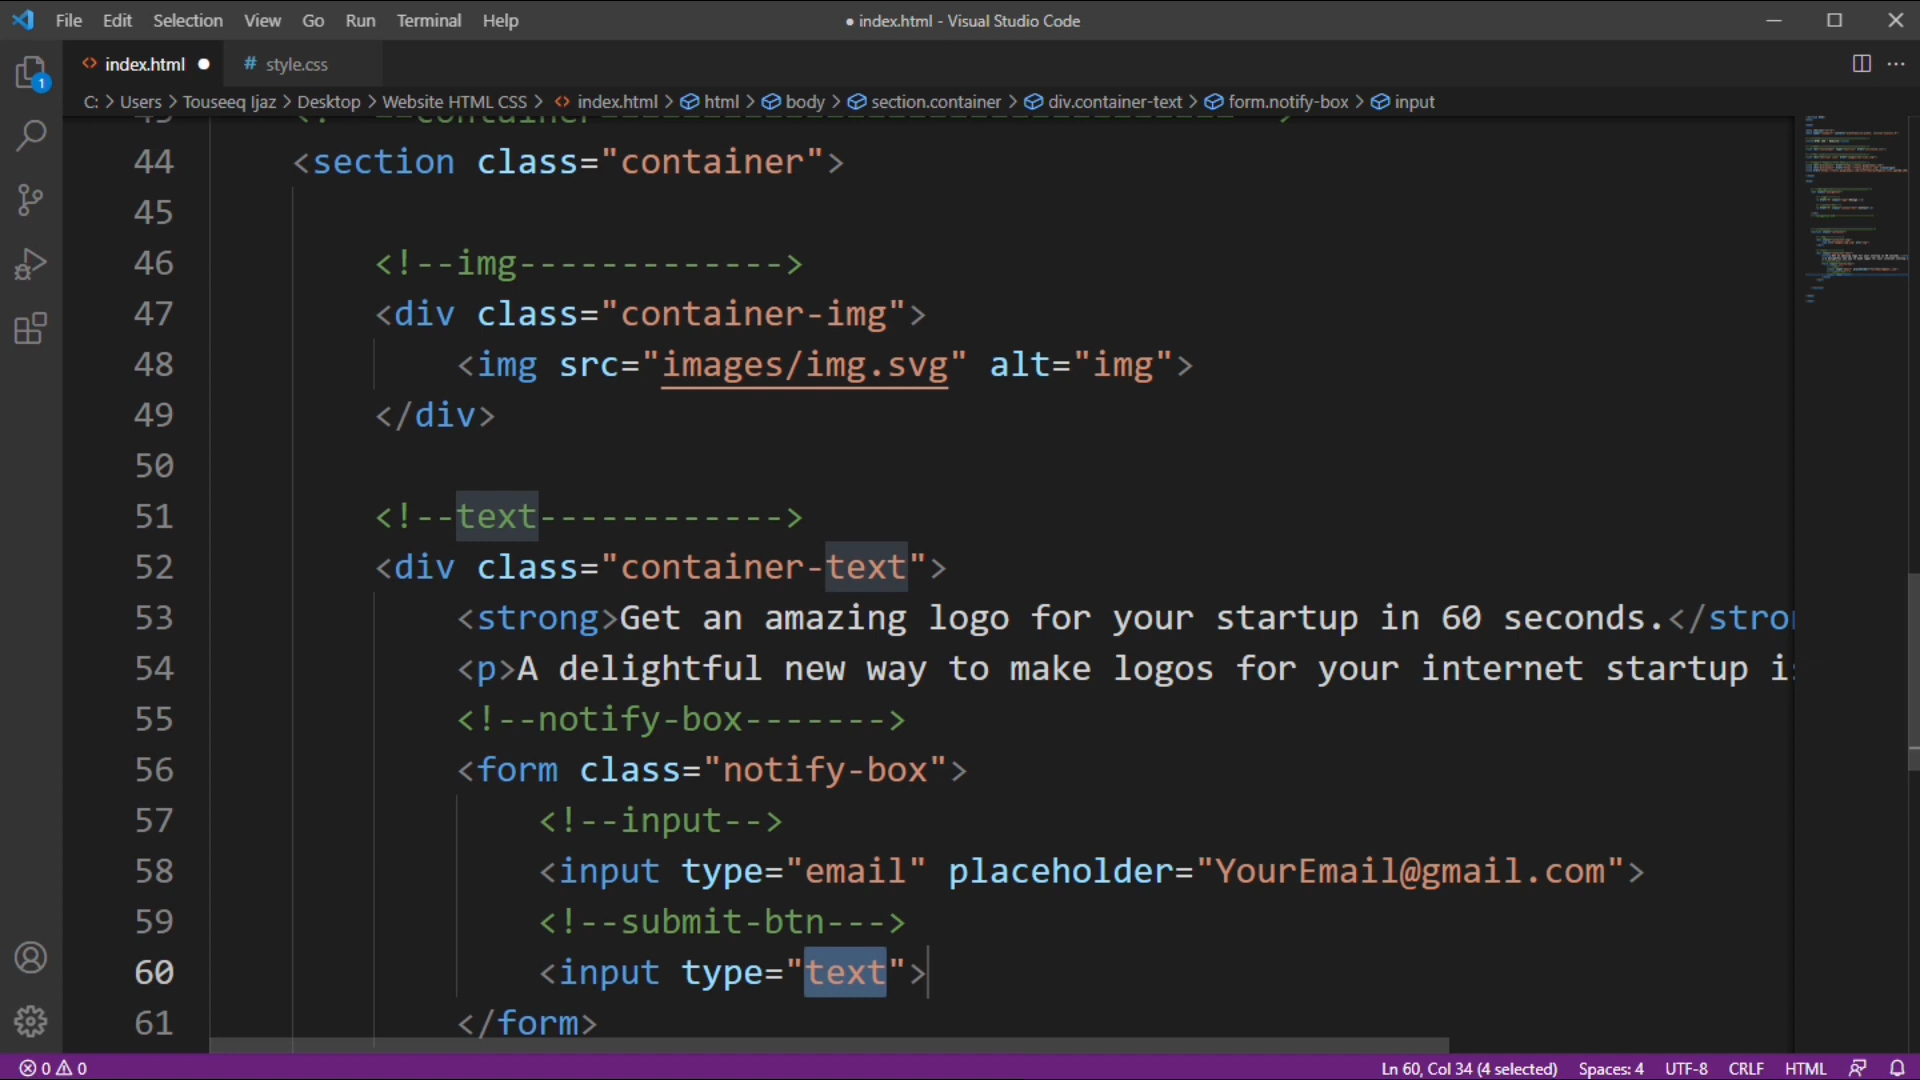 File Edit Selection View Go Run Terminal Help ● index.html - Visual Studio Code
<> index.html ● # style.css
C: > Users > Touseeq Ijaz > Desktop > Website HTML CSS > <> index.html > html > body > section.container > div.container-text > form.notify-box > input
44 <section class="container">
45
46 <!--img------------->
47 <div class="container-img">
48 <img src="images/img.svg" alt="img">
49 </div>
50
51 <!--text------------>
52 <div class="container-text">
53 <strong>Get an amazing logo for your startup in 60 seconds.</stro
54 <p>A delightful new way to make logos for your internet startup i
55 <!--notify-box------->
56 <form class="notify-box">
57 <!--input-->
58 <input type="email" placeholder="YourEmail@gmail.com">
59 <!--submit-btn--->
60 <input type="text">
61 </form>
1
0 0 Ln 60, Col 34 (4 selected) Spaces: 4 UTF-8 CRLF HTML